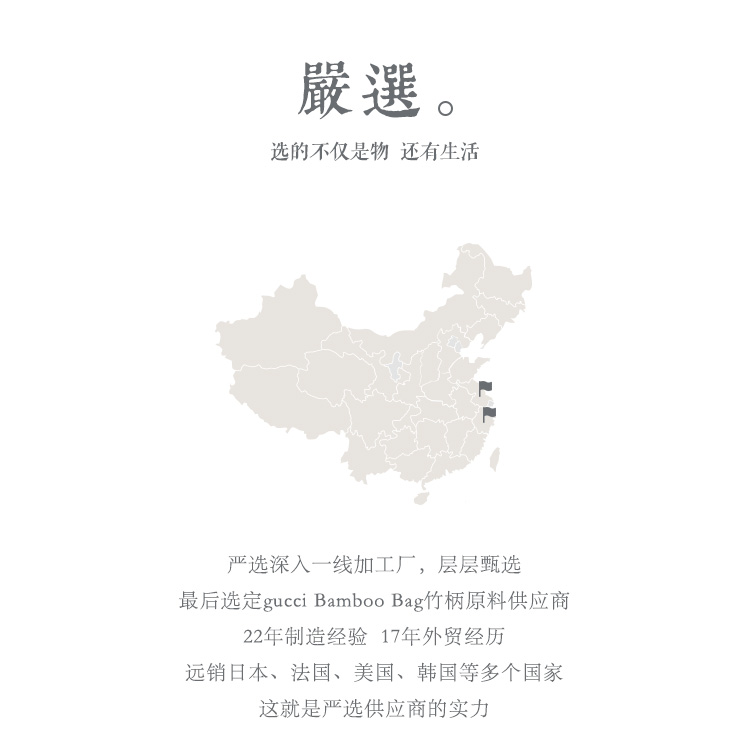 嚴選。
选的不仅是物 还有生活
严选深入一线加工厂，层层甄选
最后选定gucci Bamboo Bag竹柄原料供应商
22年制造经验 17年外贸经历
远销日本、法国、美国、韩国等多个国家
这就是严选供应商的实力